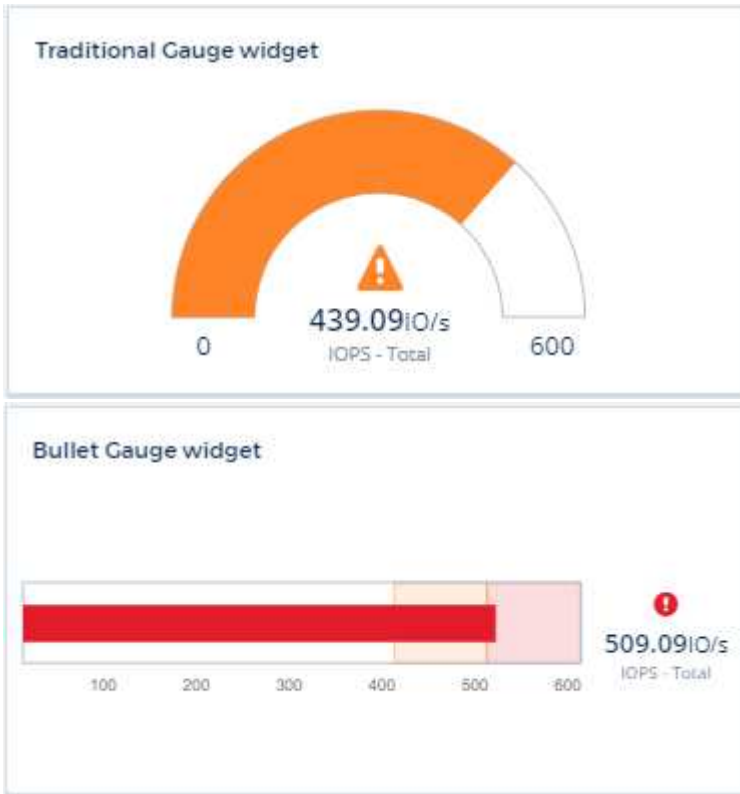 Traditional Gauge widget
439.09IO/s
0 IOPS - Total 600
Bullet Gauge widget
509.09IO/s
IOPS - Total
100 200 300 400 500 600